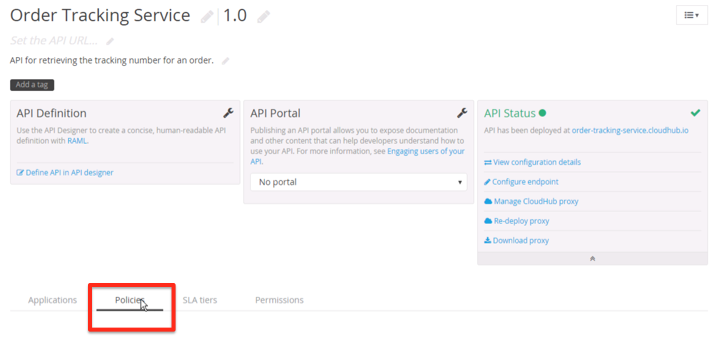 Order Tracking Service 1.0
Set the API URL...
API for retrieving the tracking number for an order.
Add a tag
API Definition
Use the API Designer to create a concise, human-readable API
definition with RAML.
Define API in API designer
API Portal
Publishing an API portal allows you to expose documentation
and other content that can help developers understand how to
use your API. For more information, see Engaging users of your
API.
No portal
API Status
API has been deployed at order-tracking-service.cloudhub.io
View configuration details
Configure endpoint
Manage CloudHub proxy
Re-deploy proxy
Download proxy
Applications Policies SLA tiers Permissions